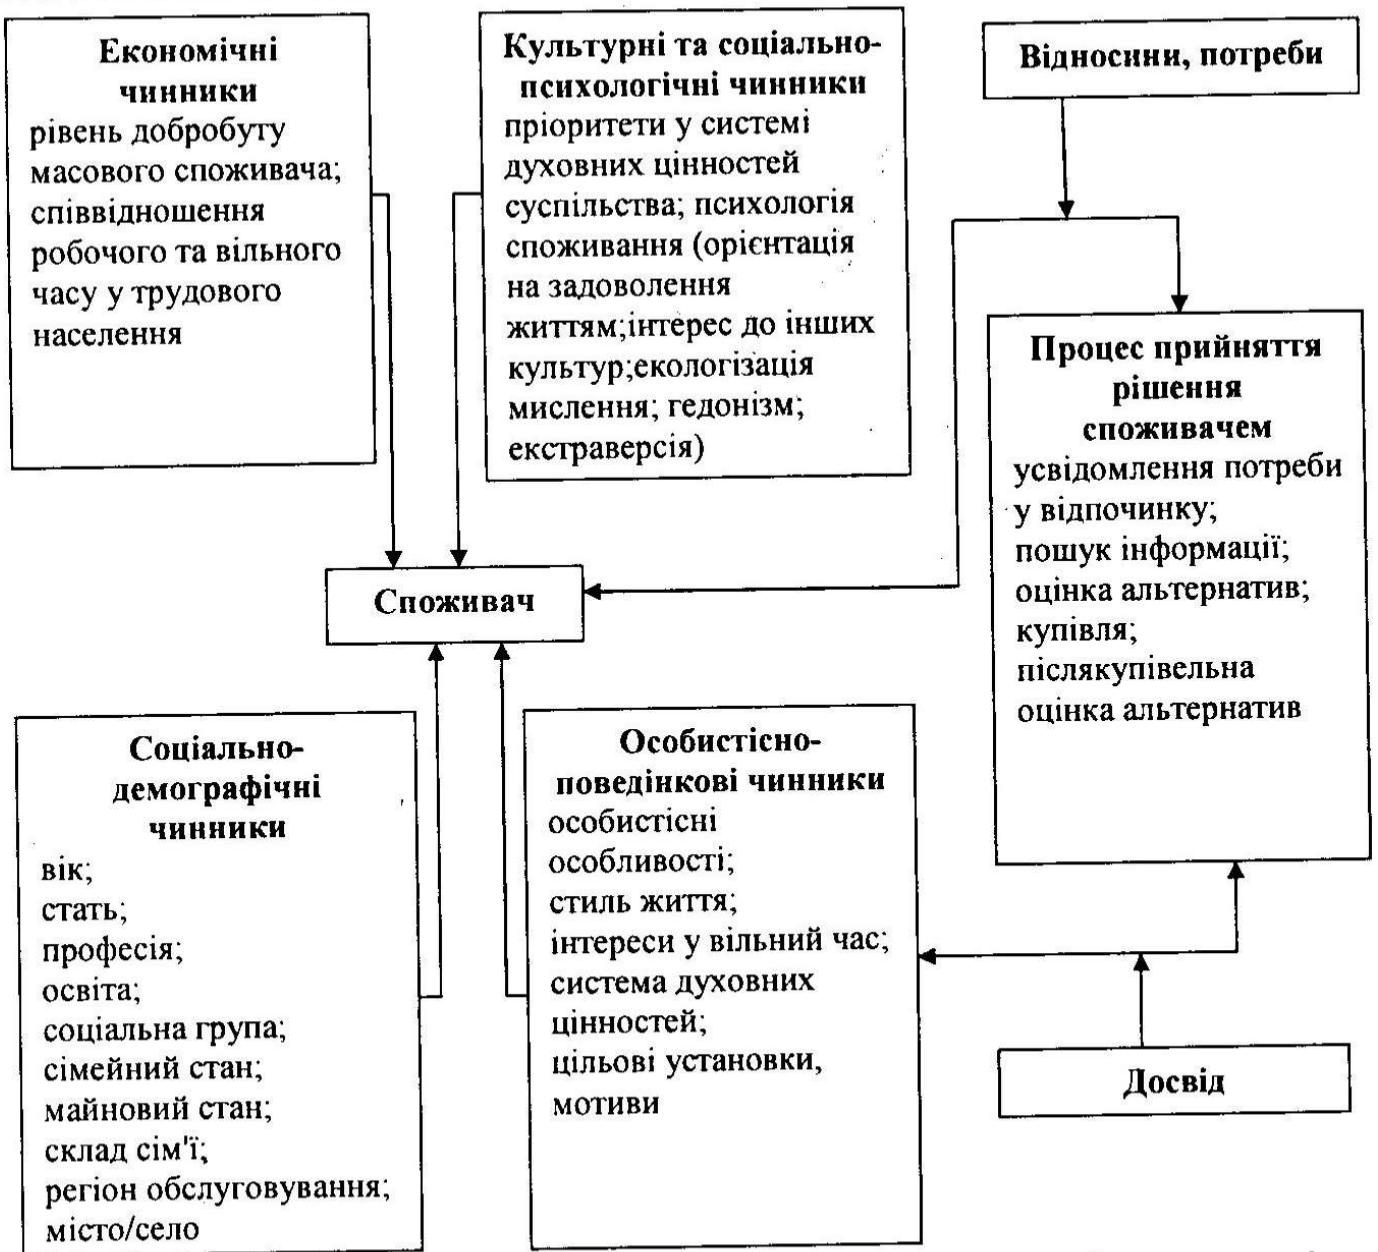 Економічні
чинники
рівень добробуту
масового споживача;
співвідношення
робочого та вільного
часу у трудового
населення
Культурні та соціально-
психологічні чинники
пріоритети у системі
духовних цінностей
суспільства; психологія
споживання (орієнтація
на задоволення
життям;інтерес до інших
культур;екологізація
мислення; гедонізм;
екстраверсія)
Відносини, потреби
Процес прийняття
рішення
споживачем
усвідомлення потреби
у відпочинку;
пошук інформації;
оцінка альтернатив;
купівля;
післякупівельна
оцінка альтернатив
Споживач
Соціально-
демографічні
чинники
вік;
стать;
професія;
освіта;
соціальна група;
сімейний стан;
майновий стан;
склад сім'ї;
регіон обслуговування;
місто/село
Особистісно-
поведінкові чинники
особистісні
особливості;
стиль життя;
інтереси у вільний час;
система духовних
цінностей;
цільові установки,
мотиви
Досвід